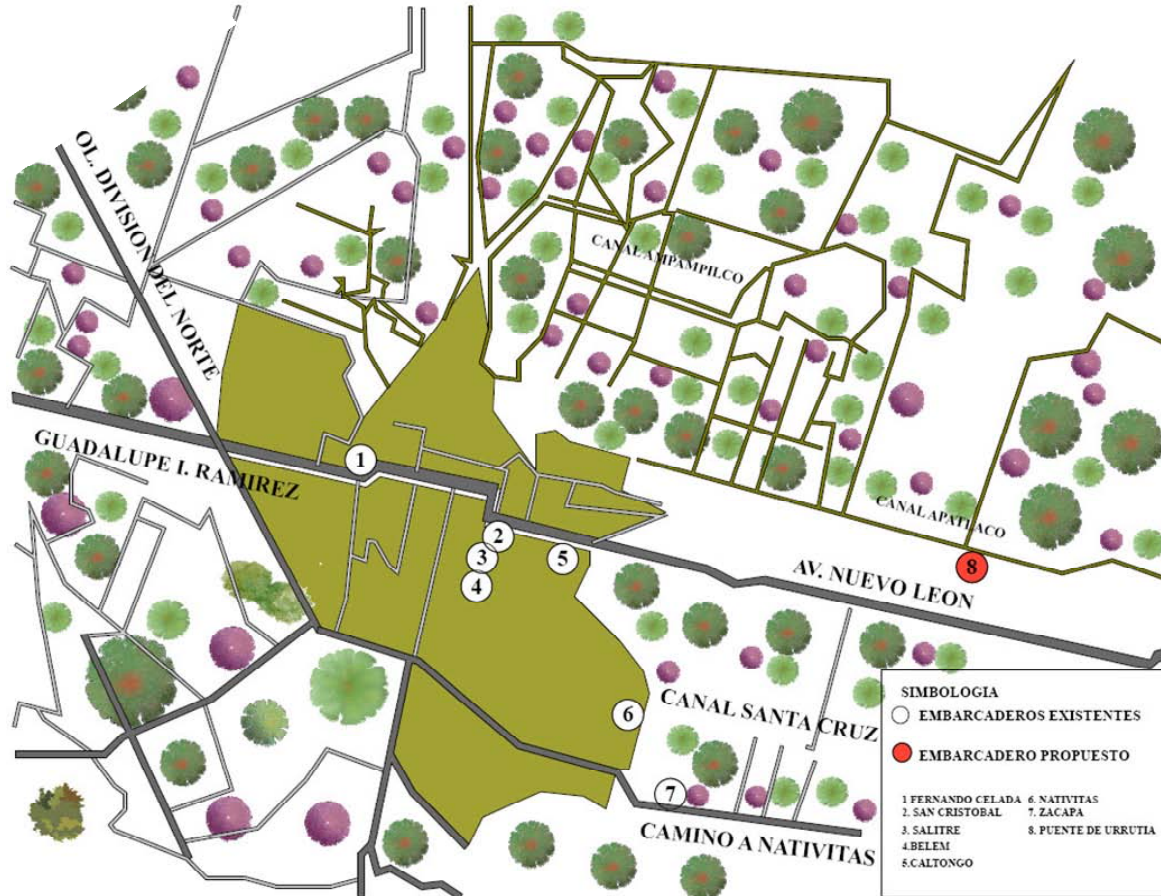 OL. DIVISION DEL NORTE
CANAL AMPAMPILCO
GUADALUPE I. RAMIREZ
1
2
3
4
5
CANAL APATLACO
8
AV. NUEVO LEON
6
CANAL SANTA CRUZ
7
CAMINO A NATIVITAS
SIMBOLOGIA
EMBARCADEROS EXISTENTES
EMBARCADERO PROPUESTO
1 FERNANDO CELADA
2. SAN CRISTOBAL
3. SALITRE
4.BELEM
5.CALTONGO
6. NATIVITAS
7. ZACAPA
8. PUENTE DE URRUTIA